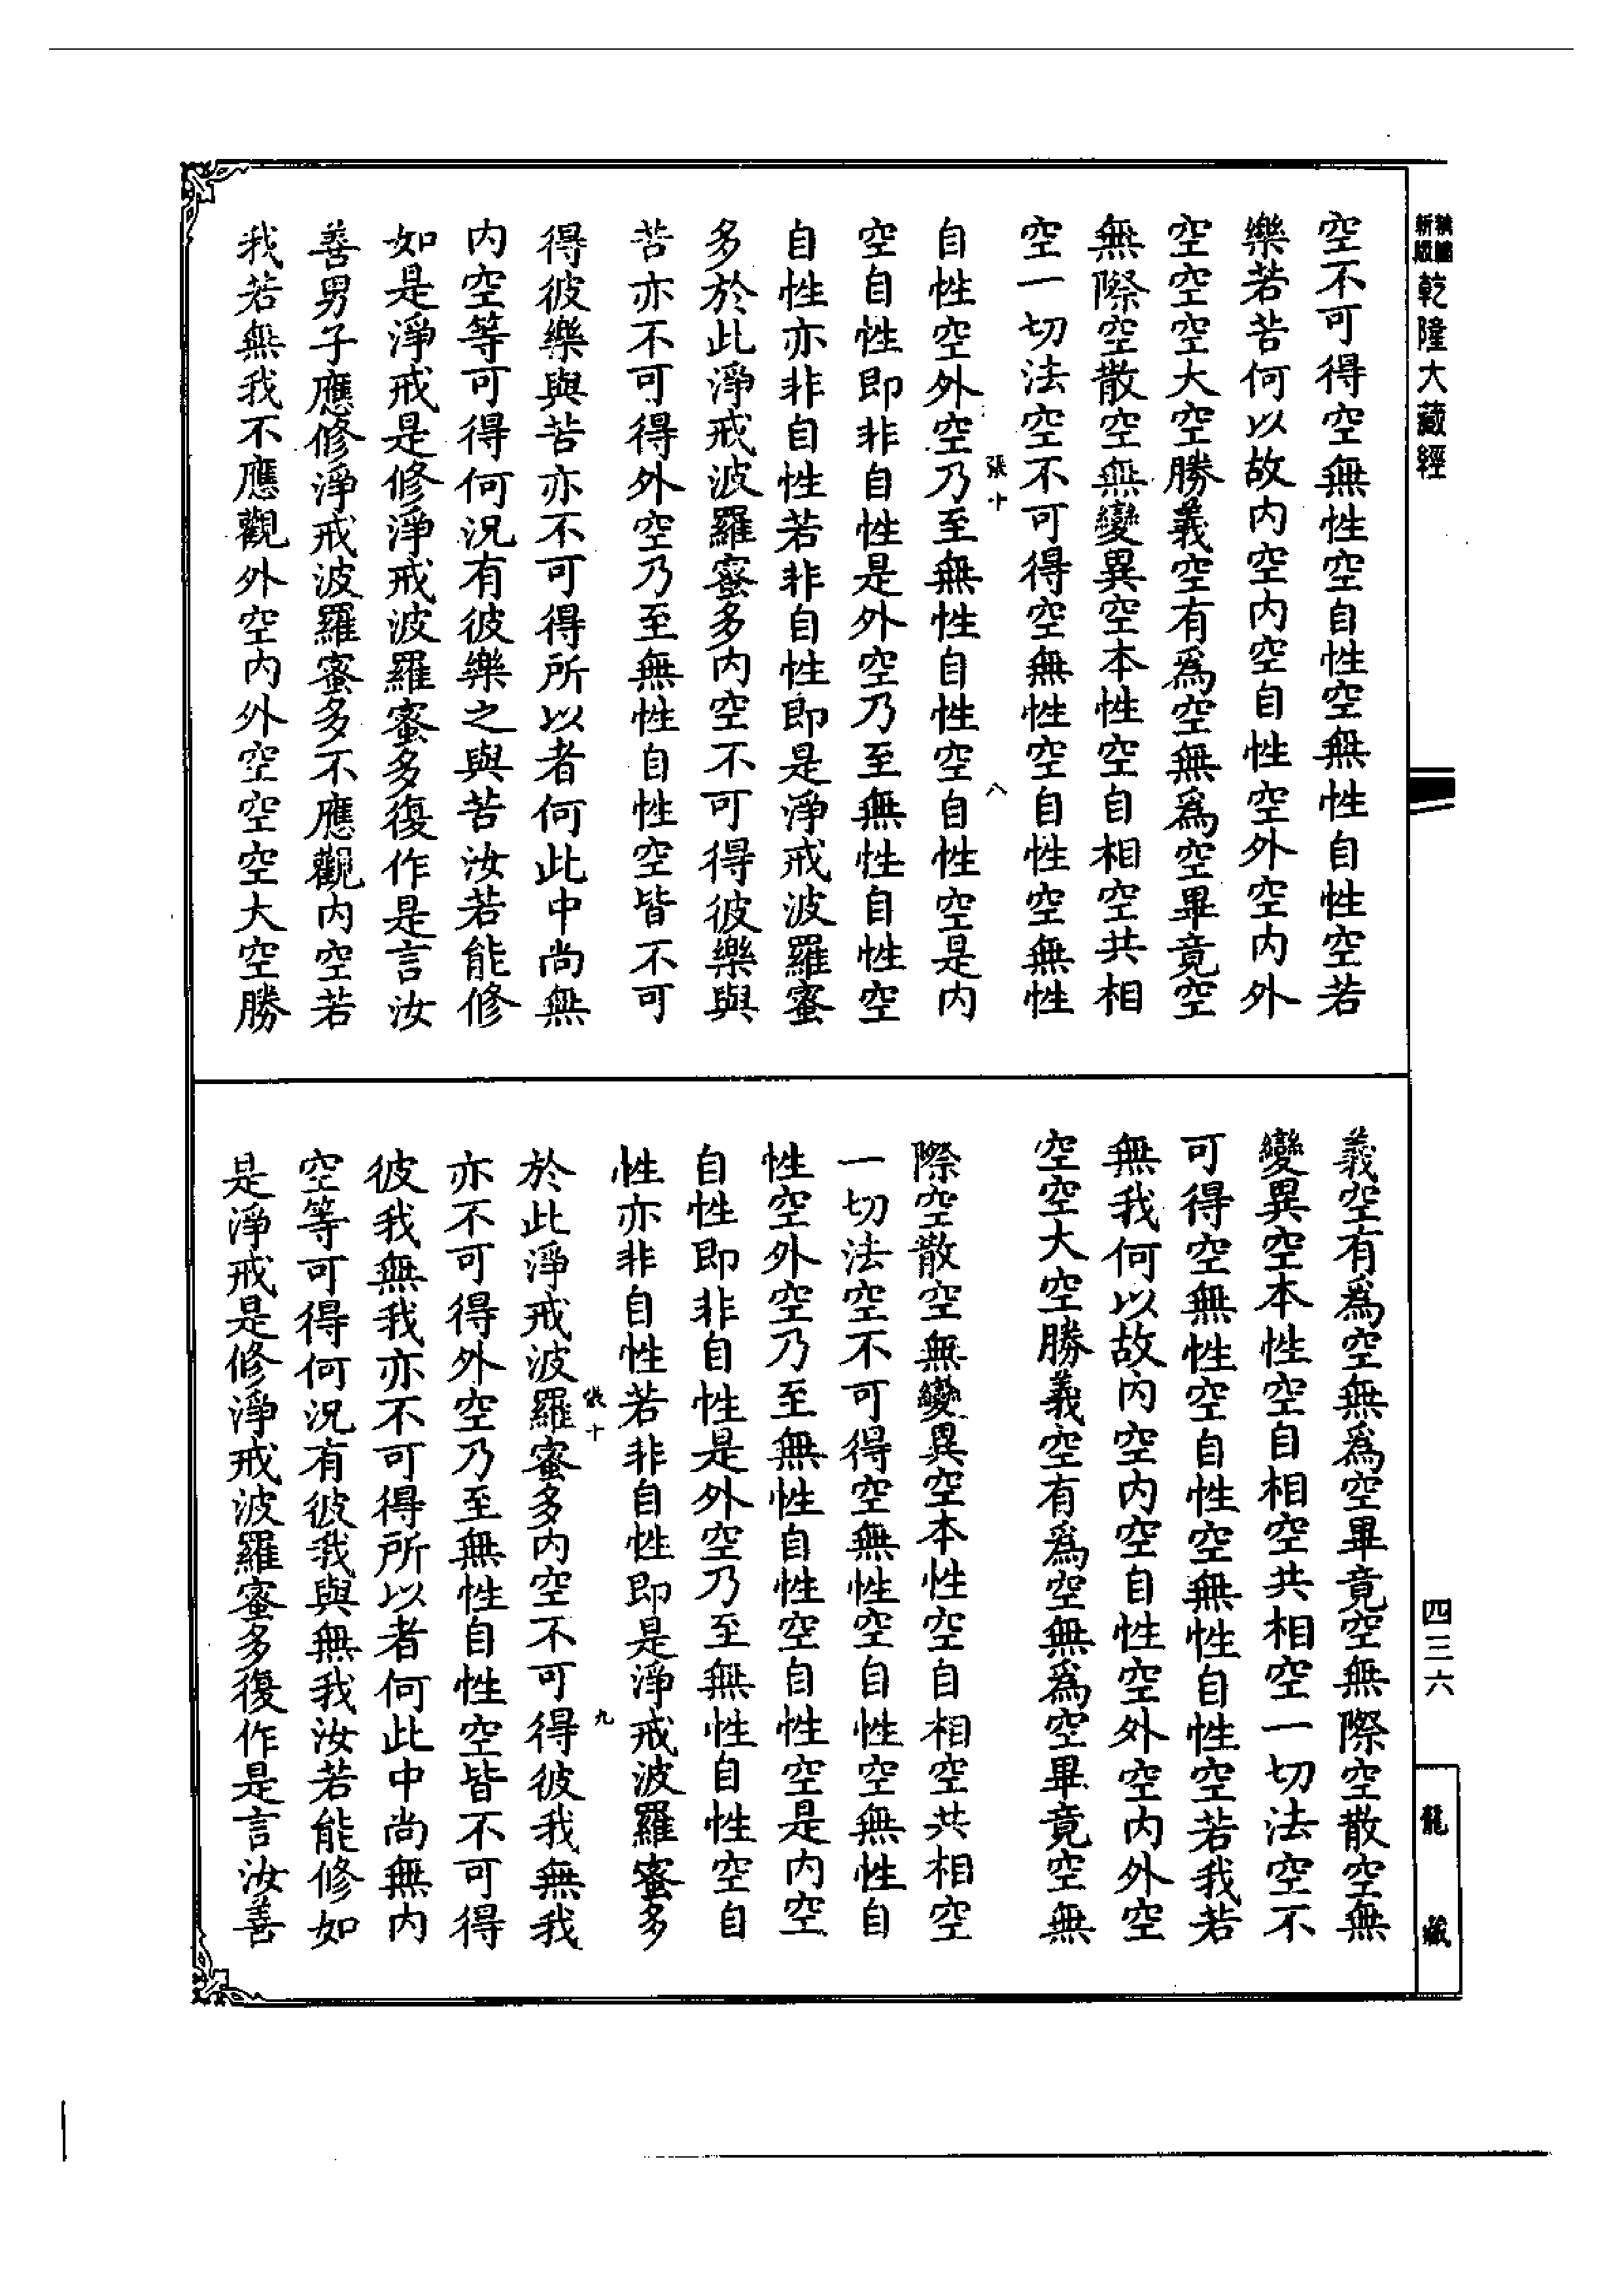 乾隆大藏經
空不可得空無性空自性空無性自性空若
樂若苦何以故内空内空自性空外空内外
空空空大空勝義空有爲空無爲空畢竟空
無際空散空無變異空本性空自相空共相
空一切法空不可得空無性空自性空無性
張十
八
自性空外空乃至無性自性空自性空是内
空自性即非自性是外空乃至無性自性空
自性亦非自性若非自性即是淨戒波羅蜜
多於此淨戒波羅蜜多内空不可得彼樂與
苦亦不可得外空乃至無性自性空皆不可
得彼樂與苦亦不可得所以者何此中尚無
内空等可得何況有彼樂之與苦汝若能修
如是淨戒是修淨戒波羅蜜多復作是言汝
善男子應修淨戒波羅蜜多不應觀内空若
我若無我不應觀外空内外空空空大空勝
義空有爲空無爲空畢竟空無際空散空無
變異空本性空自相空共相空一切法空不
可得空無性空自性空無性自性空若我若
無我何以故内空内空自性空外空内外空
空空大空勝義空有爲空無爲空畢竟空無
際空散空無變異空本性空自相空共相空
一切法空不可得空無性空自性空無性自
性空外空乃至無性自性空自性空是内空
自性即非自性是外空乃至無性自性空自
性亦非自性若非自性即是淨戒波羅蜜多
張十
九
於此淨戒波羅蜜多内空不可得彼我無我
亦不可得外空乃至無性自性空皆不可得
彼我無我亦不可得所以者何此中尚無内
空等可得何況有彼我與無我汝若能修如
是淨戒是修淨戒波羅蜜多復作是言汝善
四三六
龍藏